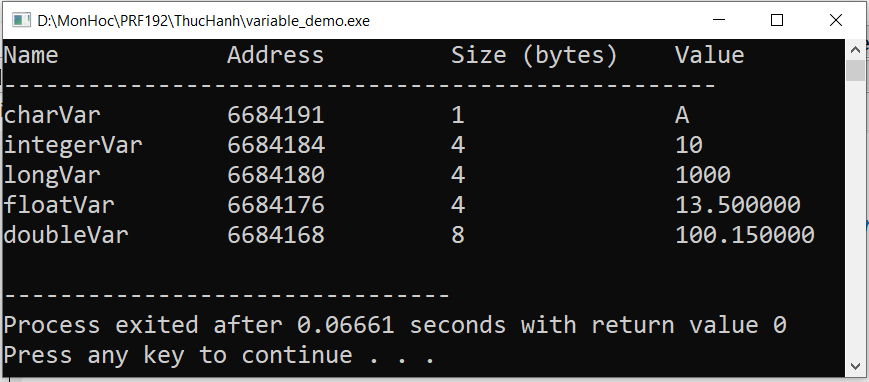 D:\MonHoc\PRF192\ThucHanh\variable_demo.exe
Name Address Size (bytes) Value
---------------------------------------------------
charVar 6684191 1 A
integerVar 6684184 4 10
longVar 6684180 4 1000
floatVar 6684176 4 13.500000
doubleVar 6684168 8 100.150000
--------------------------------
Process exited after 0.06661 seconds with return value 0
Press any key to continue . . .